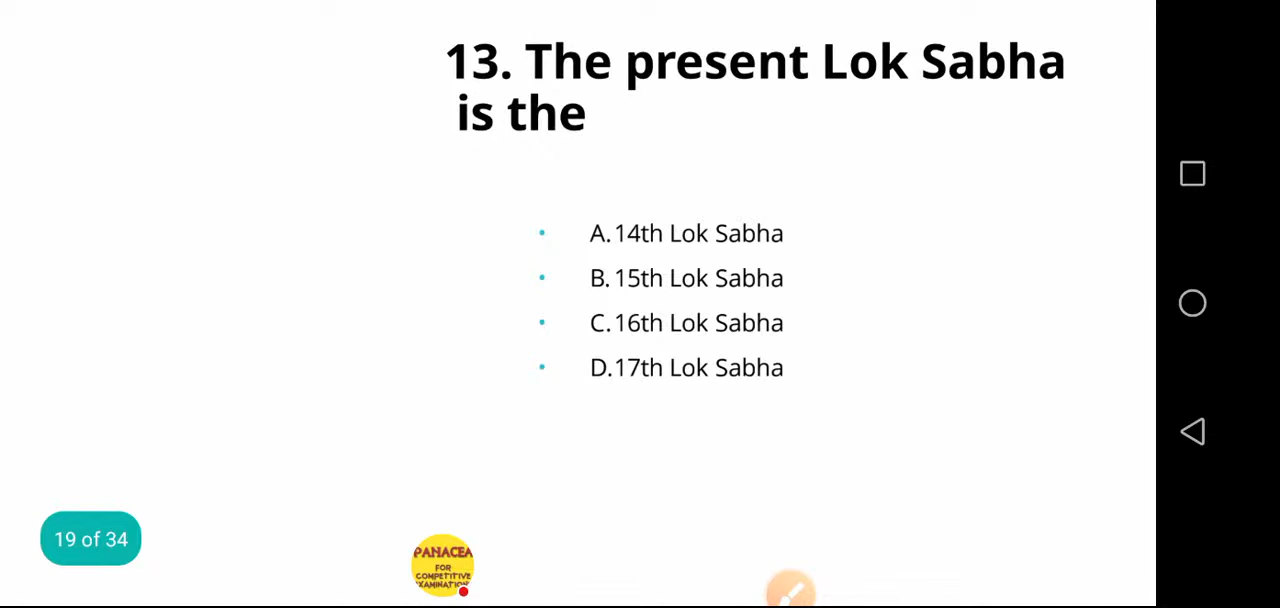 13. The present Lok Sabha
is the
• A.14th Lok Sabha
• B. 15th Lok Sabha
• C.16th Lok Sabha
• D.17th Lok Sabha
19 of 34
PANACEA
FOR
COMPETITIVE